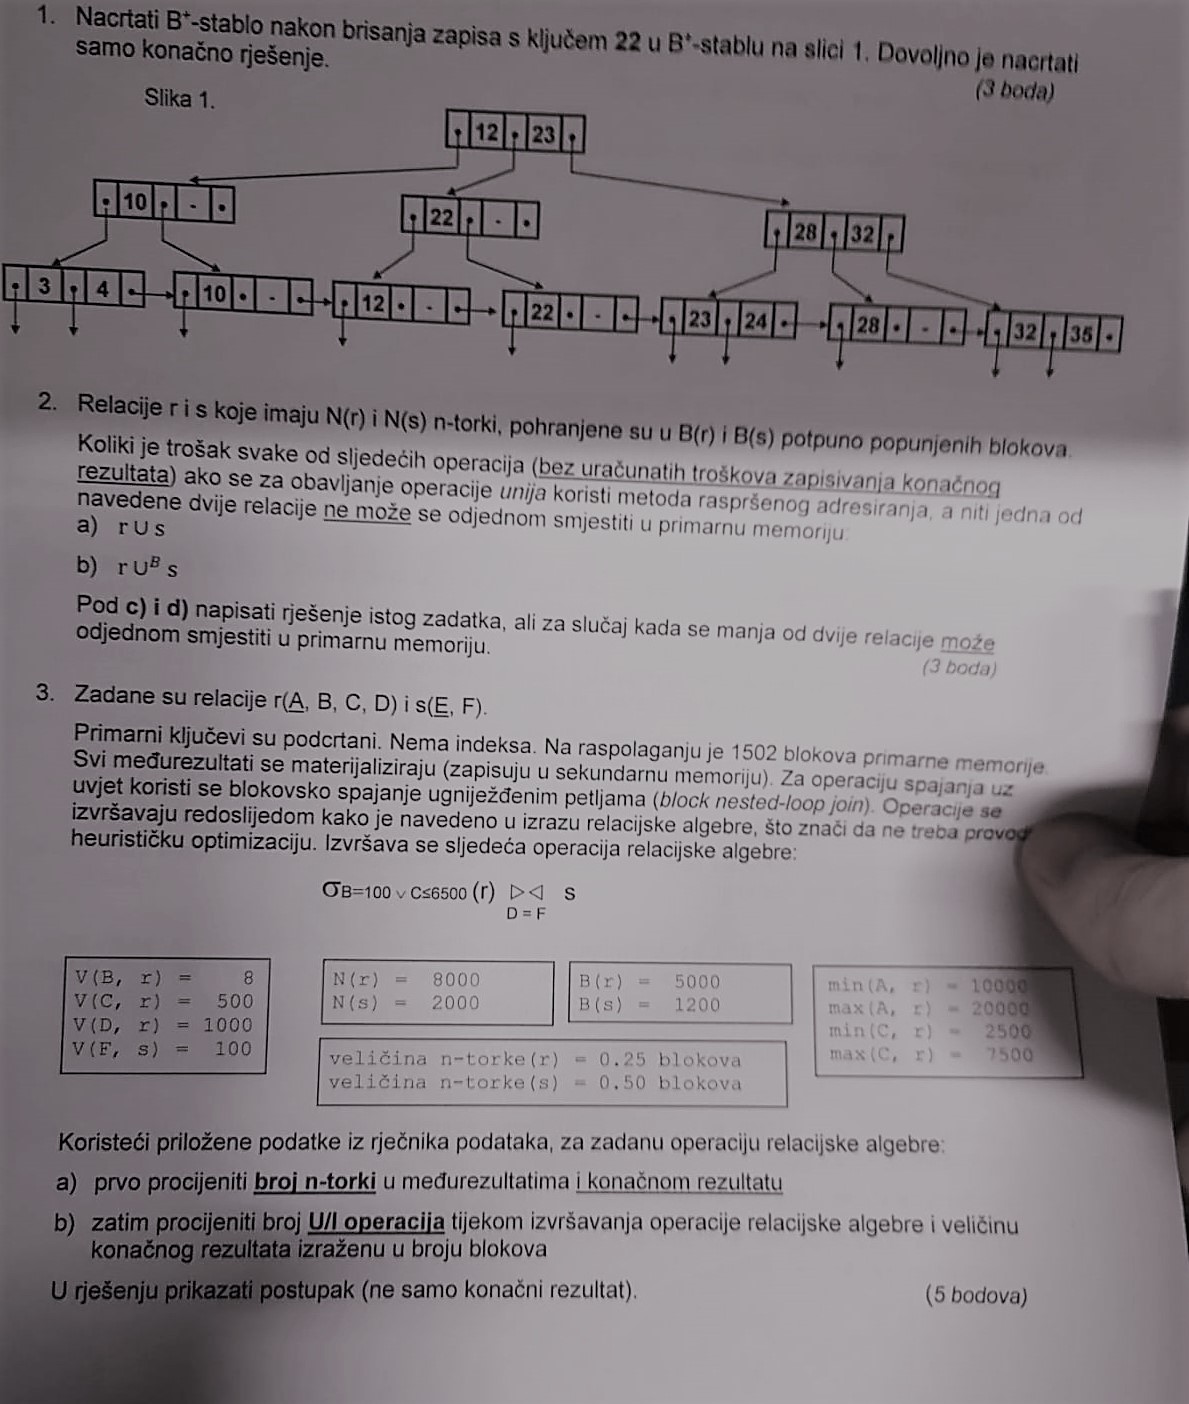 1. Nacrtati B⁺-stablo nakon brisanja zapisa s ključem 22 u B⁺-stablu na slici 1. Dovoljno je nacrtati
samo konačno rješenje.
(3 boda)
Slika 1.
12 23
10 -
22 -
28 32
3 4
10 -
12 -
22 -
23 24
28 -
32 35
2. Relacije r i s koje imaju N(r) i N(s) n-torki, pohranjene su u B(r) i B(s) potpuno popunjenih blokova.
Koliki je trošak svake od sljedećih operacija (bez uračunatih troškova zapisivanja konačnog
rezultata) ako se za obavljanje operacije unija koristi metoda raspršenog adresiranja, a niti jedna od
navedene dvije relacije ne može se odjednom smjestiti u primarnu memoriju:
a) r ∪ s
b) r ∪ᴮ s
Pod c) i d) napisati rješenje istog zadatka, ali za slučaj kada se manja od dvije relacije može
odjednom smjestiti u primarnu memoriju.
(3 boda)
3. Zadane su relacije r(A, B, C, D) i s(E, F).
Primarni ključevi su podcrtani. Nema indeksa. Na raspolaganju je 1502 blokova primarne memorije.
Svi međurezultati se materijaliziraju (zapisuju u sekundarnu memoriju). Za operaciju spajanja uz
uvjet koristi se blokovsko spajanje ugniježđenim petljama (block nested-loop join). Operacije se
izvršavaju redoslijedom kako je navedeno u izrazu relacijske algebre, što znači da ne treba provod
heurističku optimizaciju. Izvršava se sljedeća operacija relacijske algebre:
σB=100 ∨ C≤6500 (r) ▷◁ s
D = F
V(B, r) = 8
V(C, r) = 500
V(D, r) = 1000
V(F, s) = 100
N(r) = 8000
N(s) = 2000
B(r) = 5000
B(s) = 1200
min(A, r) = 10000
max(A, r) = 20000
min(C, r) = 2500
max(C, r) = 7500
veličina n-torke(r) = 0.25 blokova
veličina n-torke(s) = 0.50 blokova
Koristeći priložene podatke iz rječnika podataka, za zadanu operaciju relacijske algebre:
a) prvo procijeniti broj n-torki u međurezultatima i konačnom rezultatu
b) zatim procijeniti broj U/I operacija tijekom izvršavanja operacije relacijske algebre i veličinu
konačnog rezultata izraženu u broju blokova
U rješenju prikazati postupak (ne samo konačni rezultat).
(5 bodova)